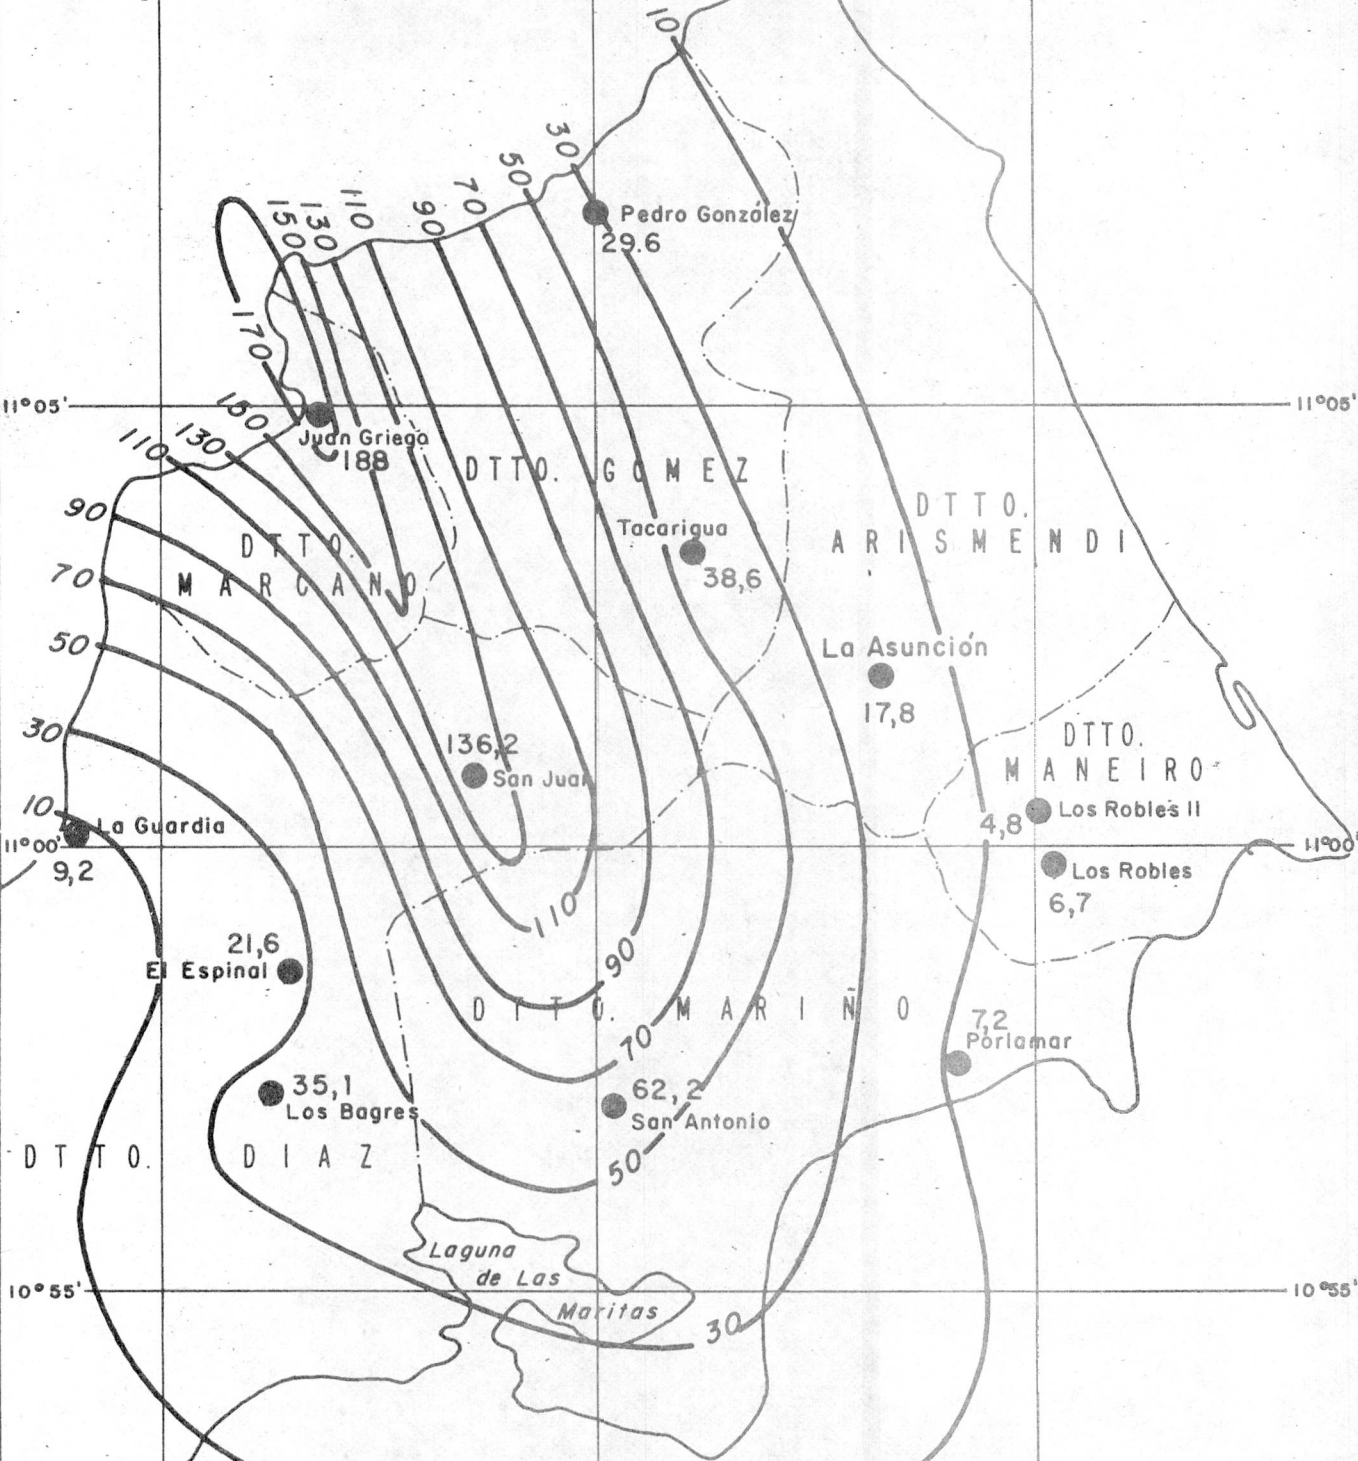 10
30
50
70
90
110
130
150
Pedro González
29.6
170
11°05'
11°05'
150
130
110
Juan Griego
188
DTTO. GOMEZ
90
DTTO.
ARISMENDI
Tacarigua
38,6
DTTO.
MARCANO
70
50
La Asunción
17,8
30
136,2
San Juan
DTTO.
MANEIRO
10
La Guardia
4,8
Los Robles II
11°00'
11°00'
9,2
Los Robles
6,7
110
21,6
El Espinal
90
DTTO. MARIÑO
7,2
Porlamar
70
35,1
Los Bagres
62,2
San Antonio
DTTO. DIAZ
50
Laguna
de Las
Maritas
10°55'
10°55'
30